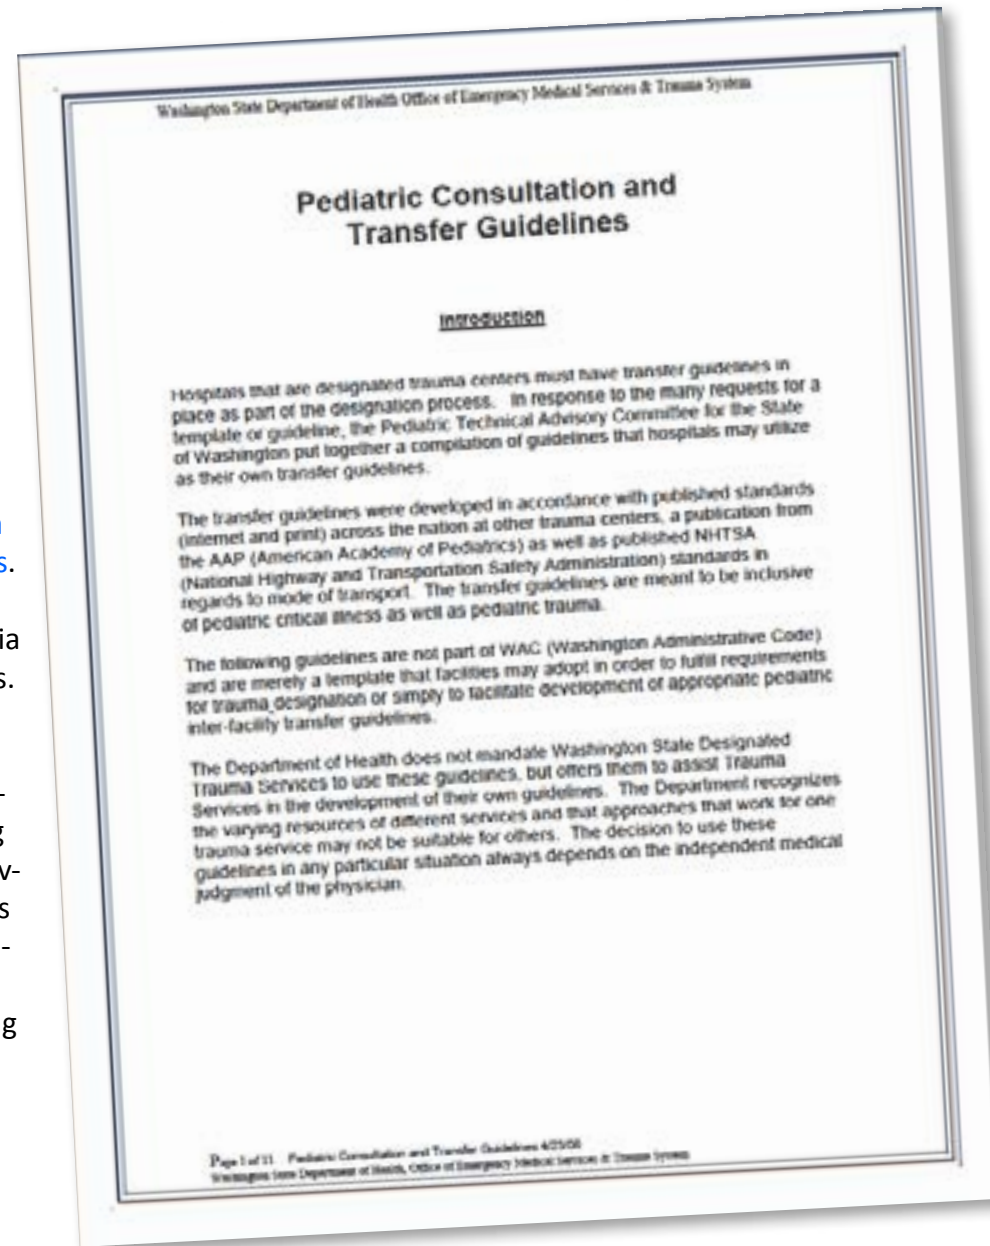 Washington State Department of Health Office of Emergency Medical Services & Trauma System
Pediatric Consultation and
Transfer Guidelines
Introduction
Hospitals that are designated trauma centers must have transfer guidelines in
place as part of the designation process. In response to the many requests for a
template or guideline, the Pediatric Technical Advisory Committee for the State
of Washington put together a compilation of guidelines that hospitals may utilize
as their own transfer guidelines.
The transfer guidelines were developed in accordance with published standards
(internet and print) across the nation at other trauma centers, a publication from
the AAP (American Academy of Pediatrics) as well as published NHTSA
(National Highway and Transportation Safety Administration) standards in
regards to mode of transport. The transfer guidelines are meant to be inclusive
of pediatric critical illness as well as pediatric trauma.
The following guidelines are not part of WAC (Washington Administrative Code)
and are merely a template that facilities may adopt in order to fulfill requirements
for trauma designation or simply to facilitate development of appropriate pediatric
inter-facility transfer guidelines.
The Department of Health does not mandate Washington State Designated
Trauma Services to use these guidelines, but offers them to assist Trauma
Services in the development of their own guidelines. The Department recognizes
the varying resources of different services and that approaches that work for one
trauma service may not be suitable for others. The decision to use these
guidelines in any particular situation always depends on the independent medical
judgment of the physician.
Page 1 of 11 Pediatric Consultation and Transfer Guidelines
Washington State Department of Health, Office of Emergency Medical Services & Trauma System
s.
ia
s.
-
g
v-
s
-
g